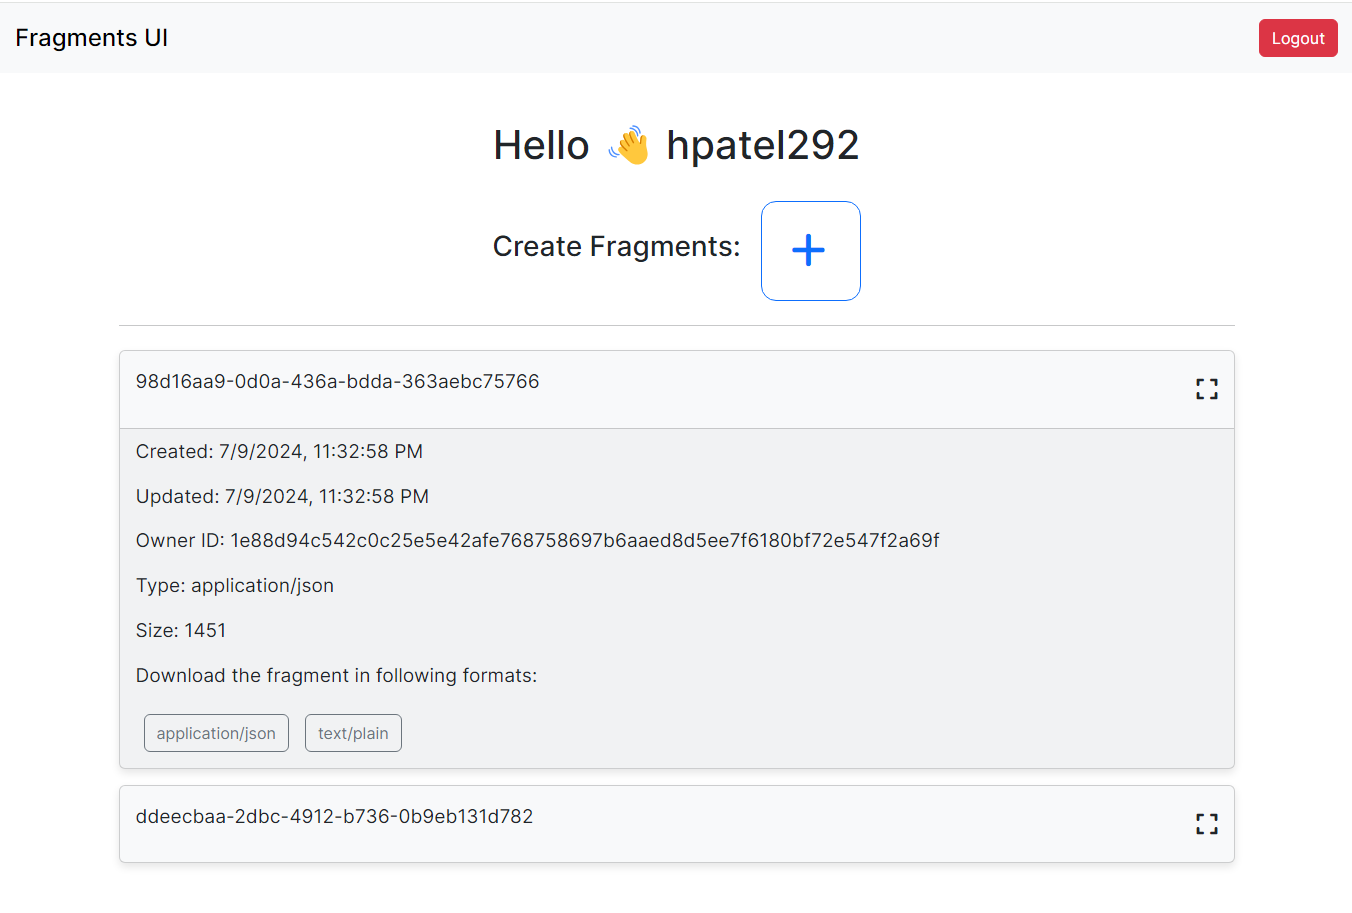 Fragments UI
Logout
Hello 👋 hpatel292
Create Fragments:
98d16aa9-0d0a-436a-bdda-363aebc75766
Created: 7/9/2024, 11:32:58 PM
Updated: 7/9/2024, 11:32:58 PM
Owner ID: 1e88d94c542c0c25e5e42afe768758697b6aaed8d5ee7f6180bf72e547f2a69f
Type: application/json
Size: 1451
Download the fragment in following formats:
application/json
text/plain
ddeecbaa-2dbc-4912-b736-0b9eb131d782